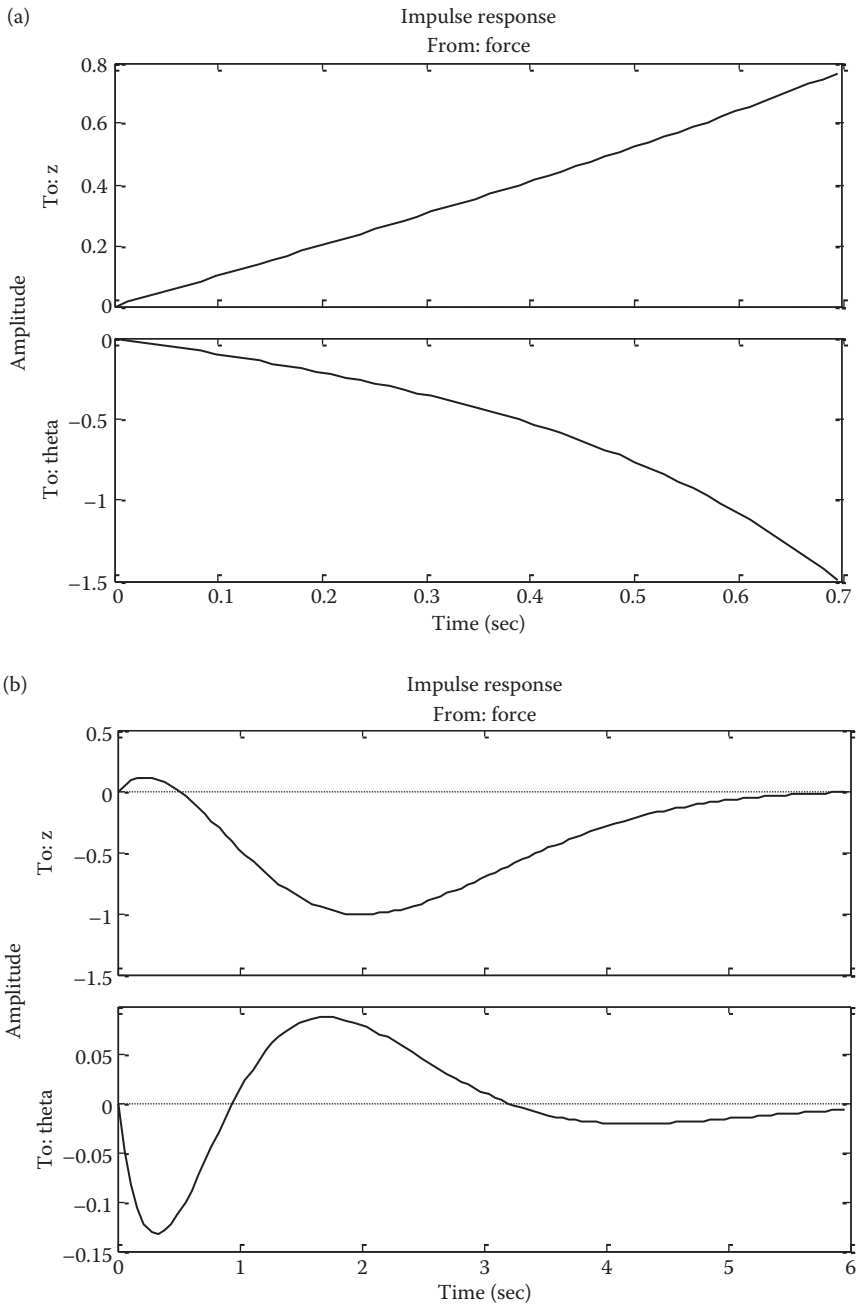 (a)
Impulse response
From: force
0.8
0.6
0.4
0.2
0
To: z
Amplitude
0
−0.5
−1
−1.5
To: theta
0 0.1 0.2 0.3 0.4 0.5 0.6 0.7
Time (sec)
(b)
Impulse response
From: force
0.5
0
−0.5
−1
−1.5
To: z
Amplitude
0.05
0
−0.05
−0.1
−0.15
To: theta
0 1 2 3 4 5 6
Time (sec)